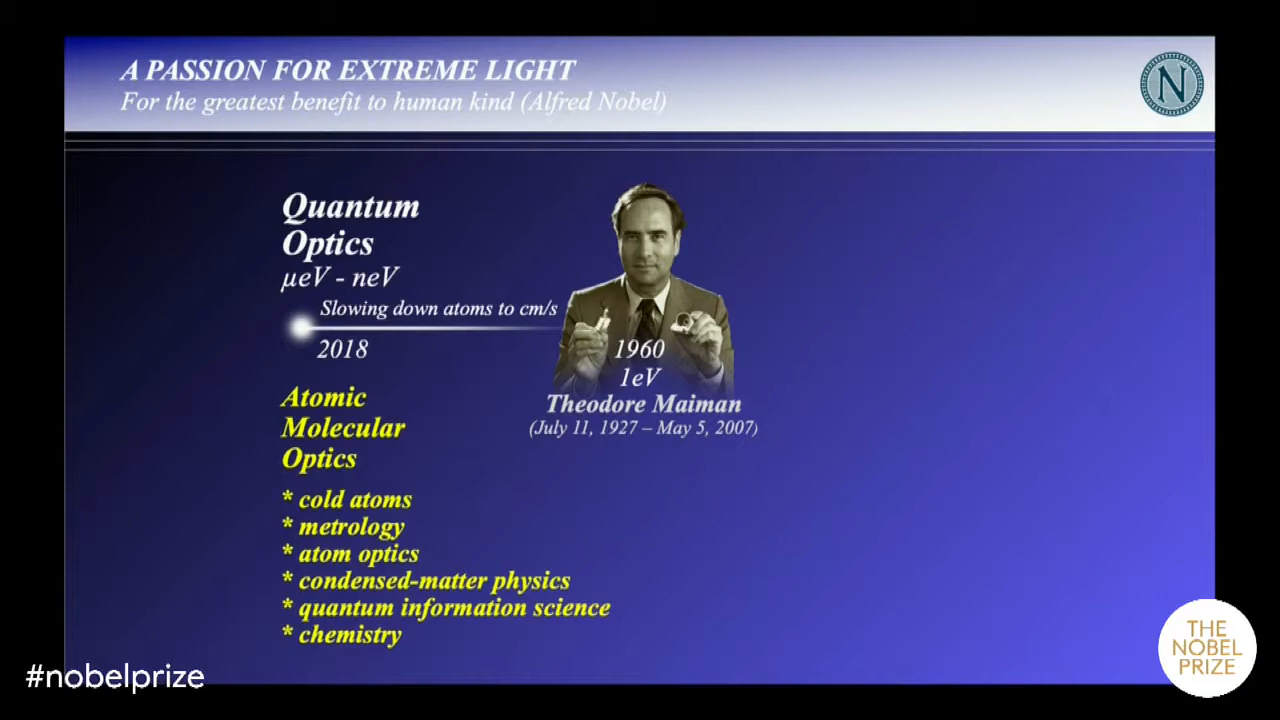 A PASSION FOR EXTREME LIGHT
For the greatest benefit to human kind (Alfred Nobel)
N
Quantum
Optics
µeV - neV
Slowing down atoms to cm/s
2018
1960
1eV
Theodore Maiman
(July 11, 1927 – May 5, 2007)
Atomic
Molecular
Optics
* cold atoms
* metrology
* atom optics
* condensed-matter physics
* quantum information science
* chemistry
#nobelprize
THE
NOBEL
PRIZE